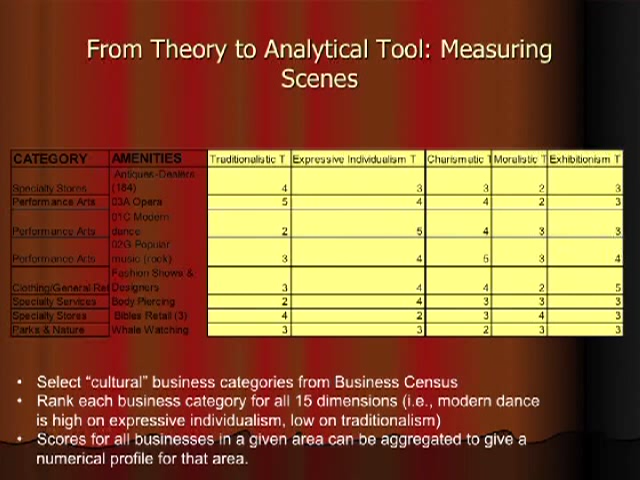 From Theory to Analytical Tool: Measuring
Scenes
CATEGORY AMENITIES Traditionalistic T Expressive Individualism T Charismatic T Moralistic T Exhibitionism T
Antiques-Dealers
Specialty Stores (184) 4 3 3 2 3
Performance Arts 03A Opera 5 4 4 2 3
01C Modern
Performance Arts dance 2 5 4 3 3
02G Popular
Performance Arts music (rock) 3 4 5 3 4
Fashion Shows &
Clothing/General Ret Designers 3 4 4 2 5
Specialty Services Body Piercing 2 4 3 3 3
Specialty Stores Bibles Retail (3) 4 2 3 4 3
Parks & Nature Whale Watching 3 3 2 3 3
• Select “cultural” business categories from Business Census
• Rank each business category for all 15 dimensions (i.e., modern dance
is high on expressive individualism, low on traditionalism)
• Scores for all businesses in a given area can be aggregated to give a
numerical profile for that area.